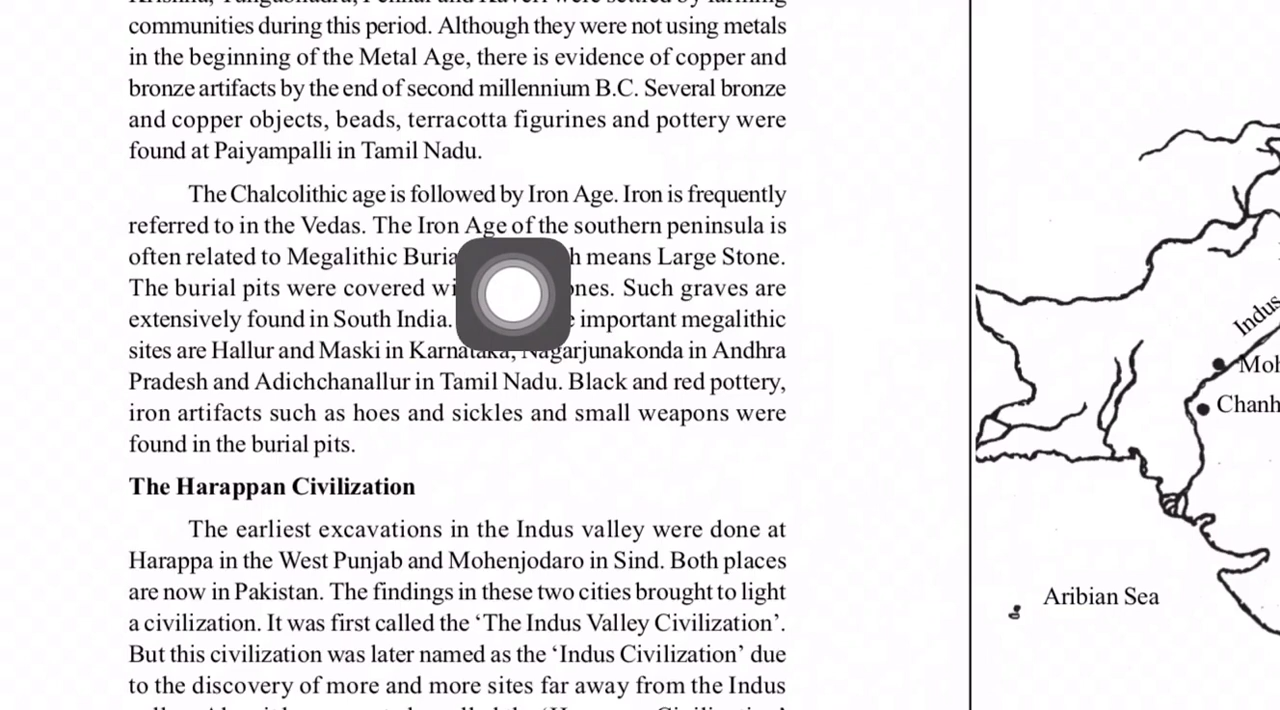 communities during this period. Although they were not using metals
in the beginning of the Metal Age, there is evidence of copper and
bronze artifacts by the end of second millennium B.C. Several bronze
and copper objects, beads, terracotta figurines and pottery were
found at Paiyampalli in Tamil Nadu.
The Chalcolithic age is followed by Iron Age. Iron is frequently
referred to in the Vedas. The Iron Age of the southern peninsula is
often related to Megalithic means Large Stone.
The burial pits were covered Such graves are
extensively found in South India. important megalithic
sites are Hallur and Maski in Karnataka, Nagarjunakonda in Andhra
Pradesh and Adichchanallur in Tamil Nadu. Black and red pottery,
iron artifacts such as hoes and sickles and small weapons were
found in the burial pits.
The Harappan Civilization
The earliest excavations in the Indus valley were done at
Harappa in the West Punjab and Mohenjodaro in Sind. Both places
are now in Pakistan. The findings in these two cities brought to light
a civilization. It was first called the ‘The Indus Valley Civilization’.
But this civilization was later named as the ‘Indus Civilization’ due
to the discovery of more and more sites far away from the Indus
Indus
Moh
Chanh
Aribian Sea